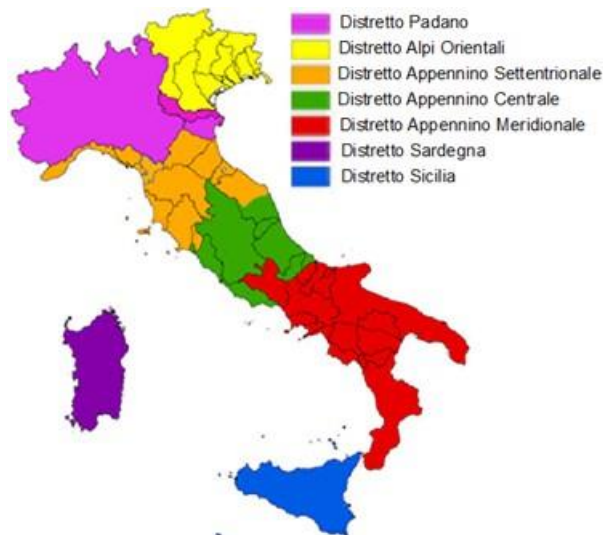 Distretto Padano
Distretto Alpi Orientali
Distretto Appennino Settentrionale
Distretto Appennino Centrale
Distretto Appennino Meridionale
Distretto Sardegna
Distretto Sicilia